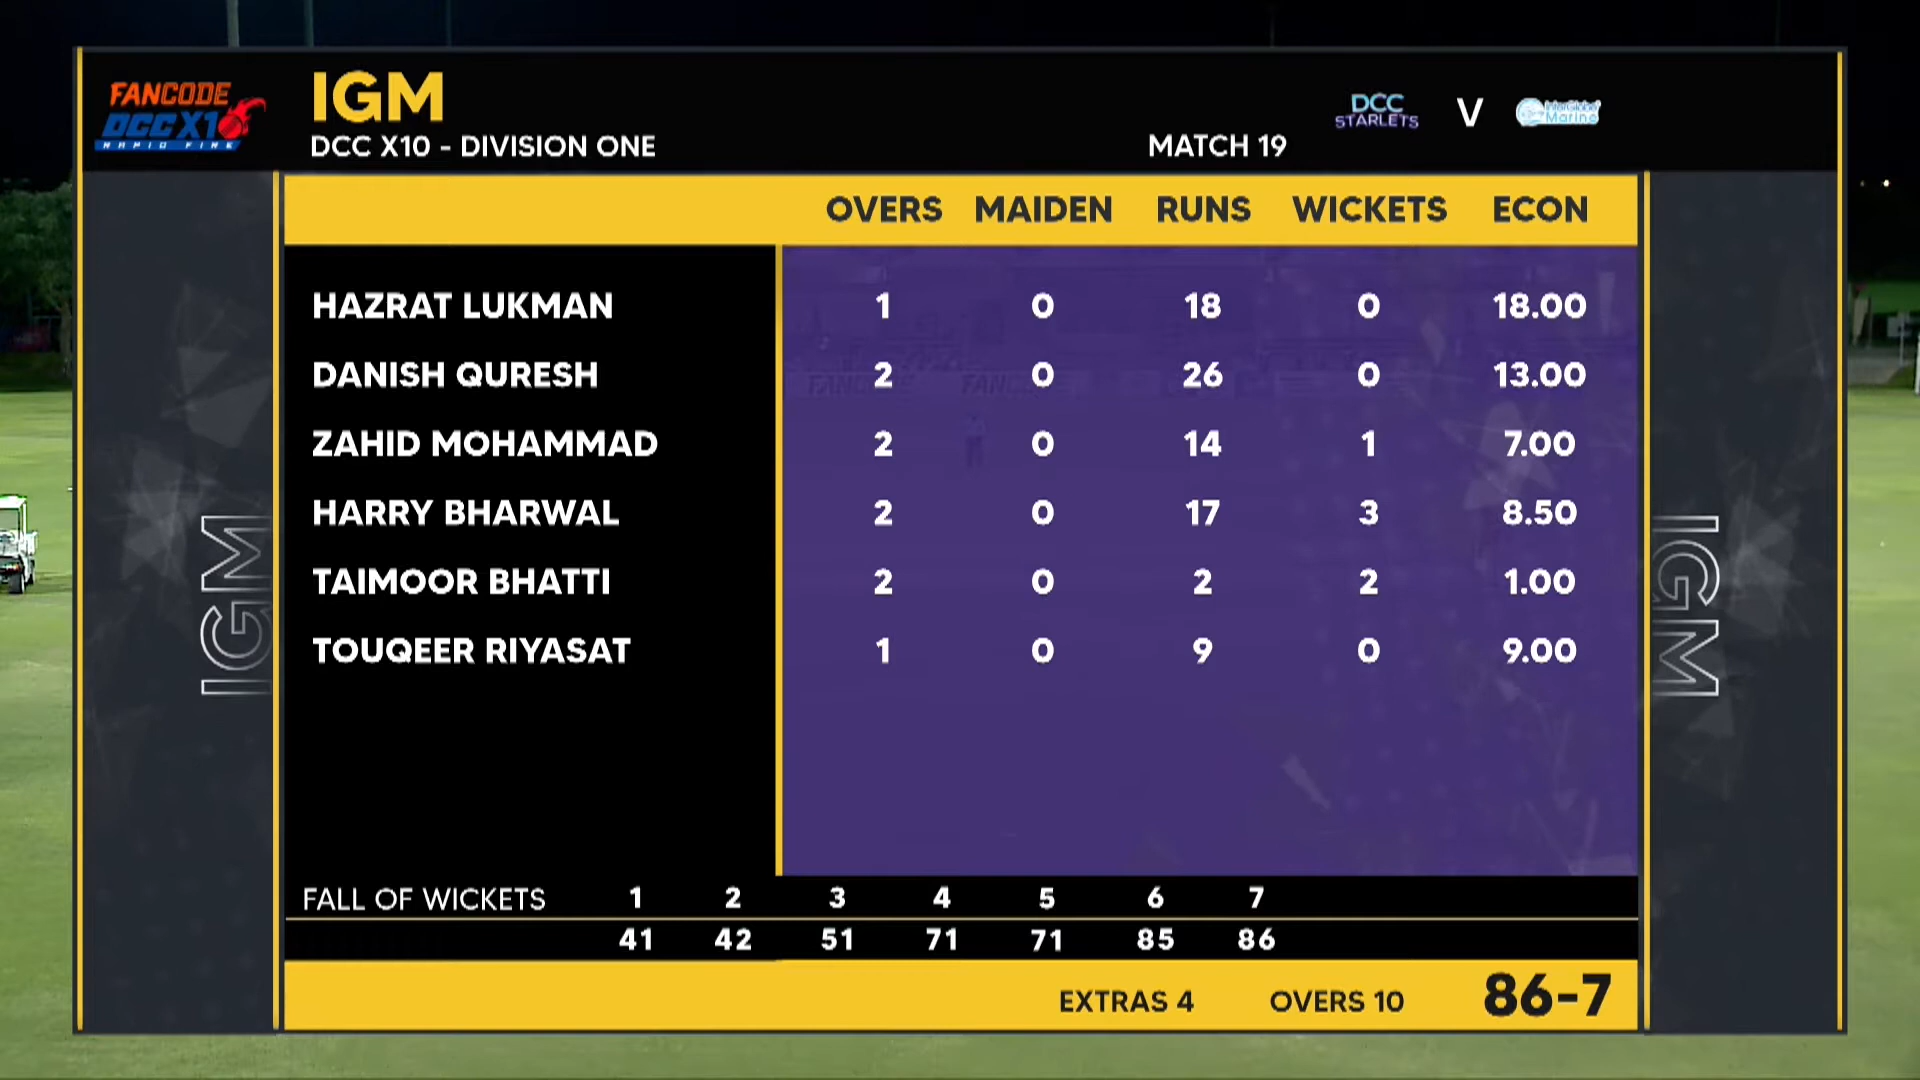 FANCODE
DCC X10
RAPID FIRE
IGM
DCC X10 - DIVISION ONE
MATCH 19
DCC
STARLETS
V
InterGlobe
Marine
OVERS MAIDEN RUNS WICKETS ECON
HAZRAT LUKMAN 1 0 18 0 18.00
DANISH QURESH 2 0 26 0 13.00
ZAHID MOHAMMAD 2 0 14 1 7.00
HARRY BHARWAL 2 0 17 3 8.50
TAIMOOR BHATTI 2 0 2 2 1.00
TOUQEER RIYASAT 1 0 9 0 9.00
IGM
IGM
FALL OF WICKETS 1 2 3 4 5 6 7
41 42 51 71 71 85 86
EXTRAS 4 OVERS 10 86-7